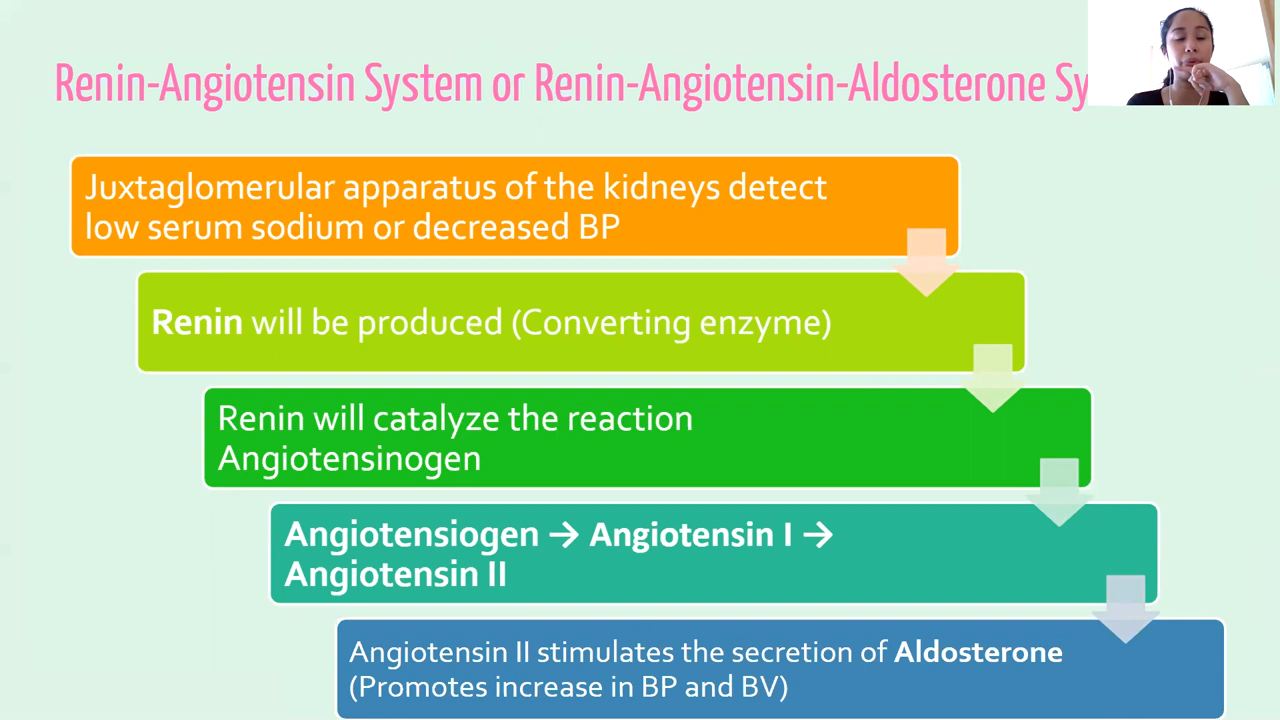 Renin-Angiotensin System or Renin-Angiotensin-Aldosterone Sy
Juxtaglomerular apparatus of the kidneys detect
low serum sodium or decreased BP
Renin will be produced (Converting enzyme)
Renin will catalyze the reaction
Angiotensinogen
Angiotensiogen → Angiotensin I →
Angiotensin II
Angiotensin II stimulates the secretion of Aldosterone
(Promotes increase in BP and BV)